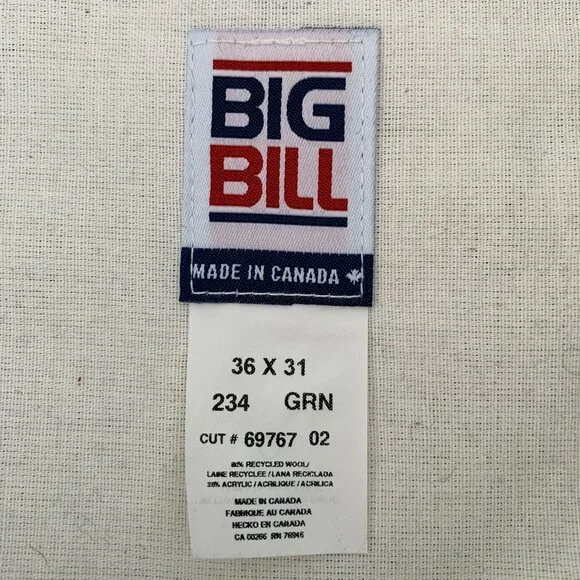 BIG
BILL
MADE IN CANADA
36 X 31
234 GRN
CUT # 69767 02
80% RECYCLED WOOL/
LAINE RECYCLEE / LANA RECICLADA
20% ACRYLIC / ACRILIQUE / ACRILICA
MADE IN CANADA
FABRIQUE AU CANADA
HECKO EN CANADA
CA 00266 RN 76946